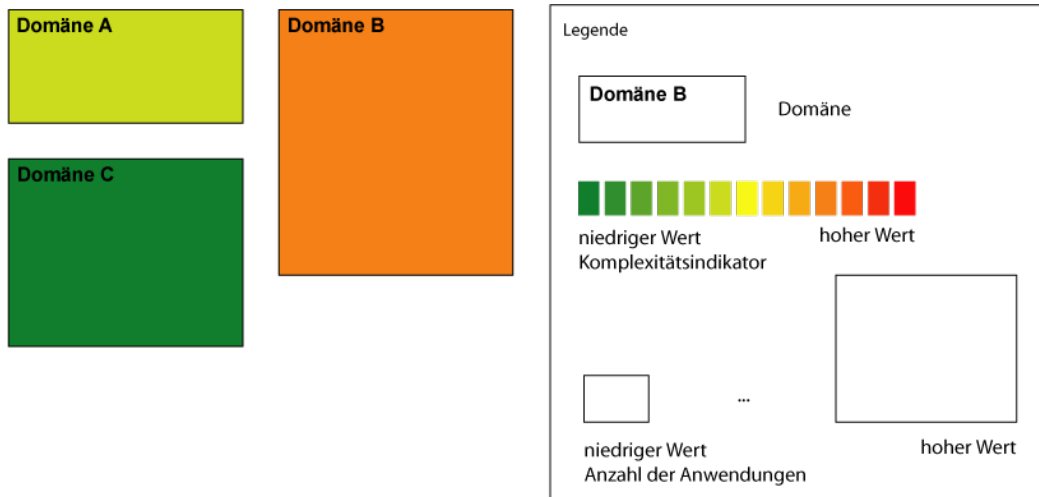 Domäne A
Domäne B
Domäne C
Legende
Domäne B
Domäne
niedriger Wert
hoher Wert
Komplexitätsindikator
...
niedriger Wert
hoher Wert
Anzahl der Anwendungen